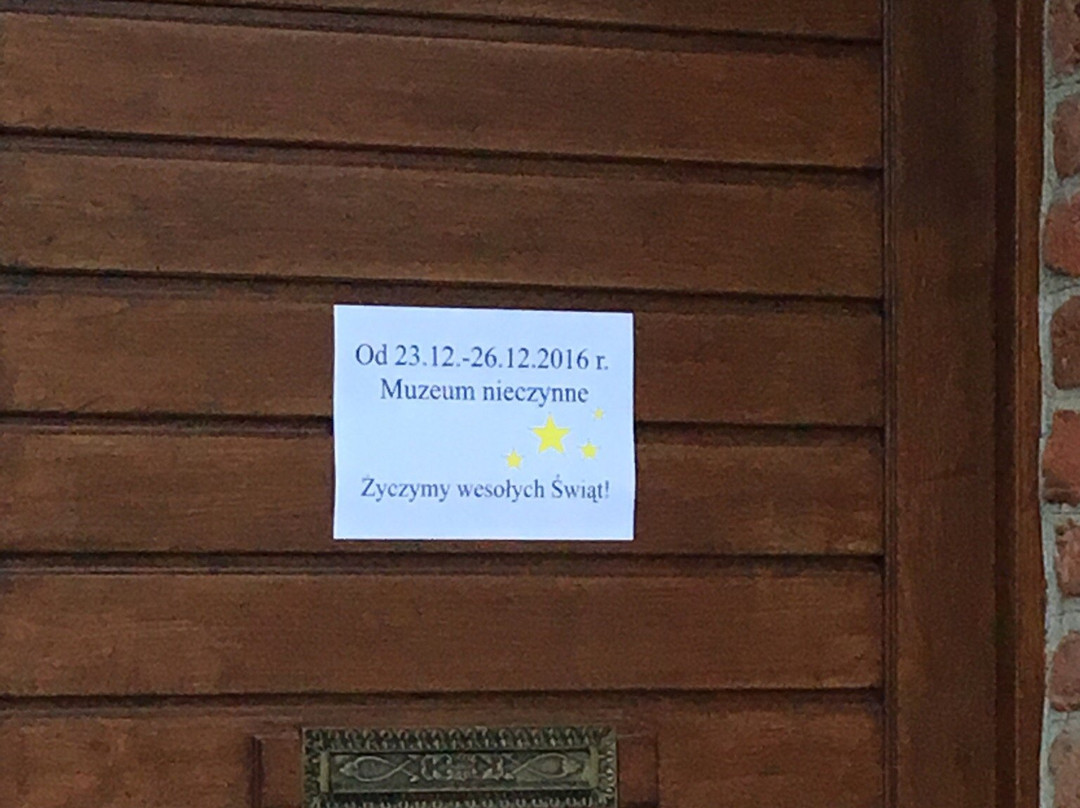 Od 23.12.-26.12.2016 r.
Muzeum nieczynne
Życzymy wesołych Świąt!